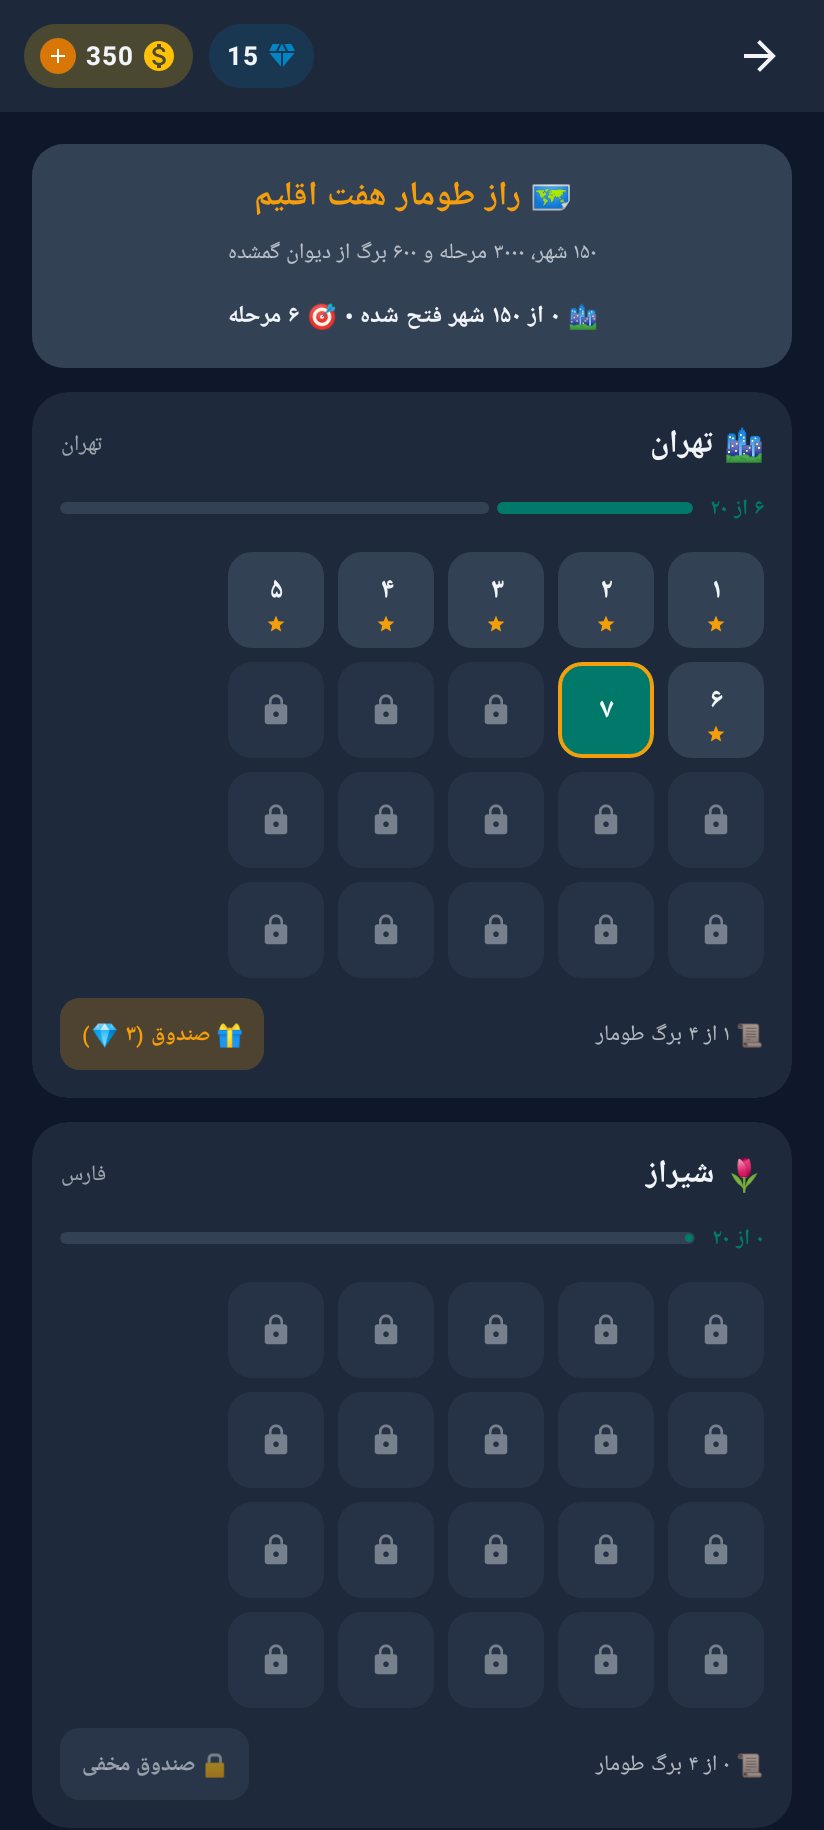 350
15
راز طومار هفت اقلیم
۱۵۰ شهر، ۳۰۰۰ مرحله و ۶۰۰ برگ از دیوان گمشده
۰ از ۱۵۰ شهر فتح شده • ۶ مرحله
تهران
تهران
۶ از ۲۰
۱ ۲ ۳ ۴ ۵
۶ ۷
۱ از ۴ برگ طومار
صندوق (۳ 💎)
شیراز
فارس
۰ از ۲۰
۰ از ۴ برگ طومار
صندوق مخفی